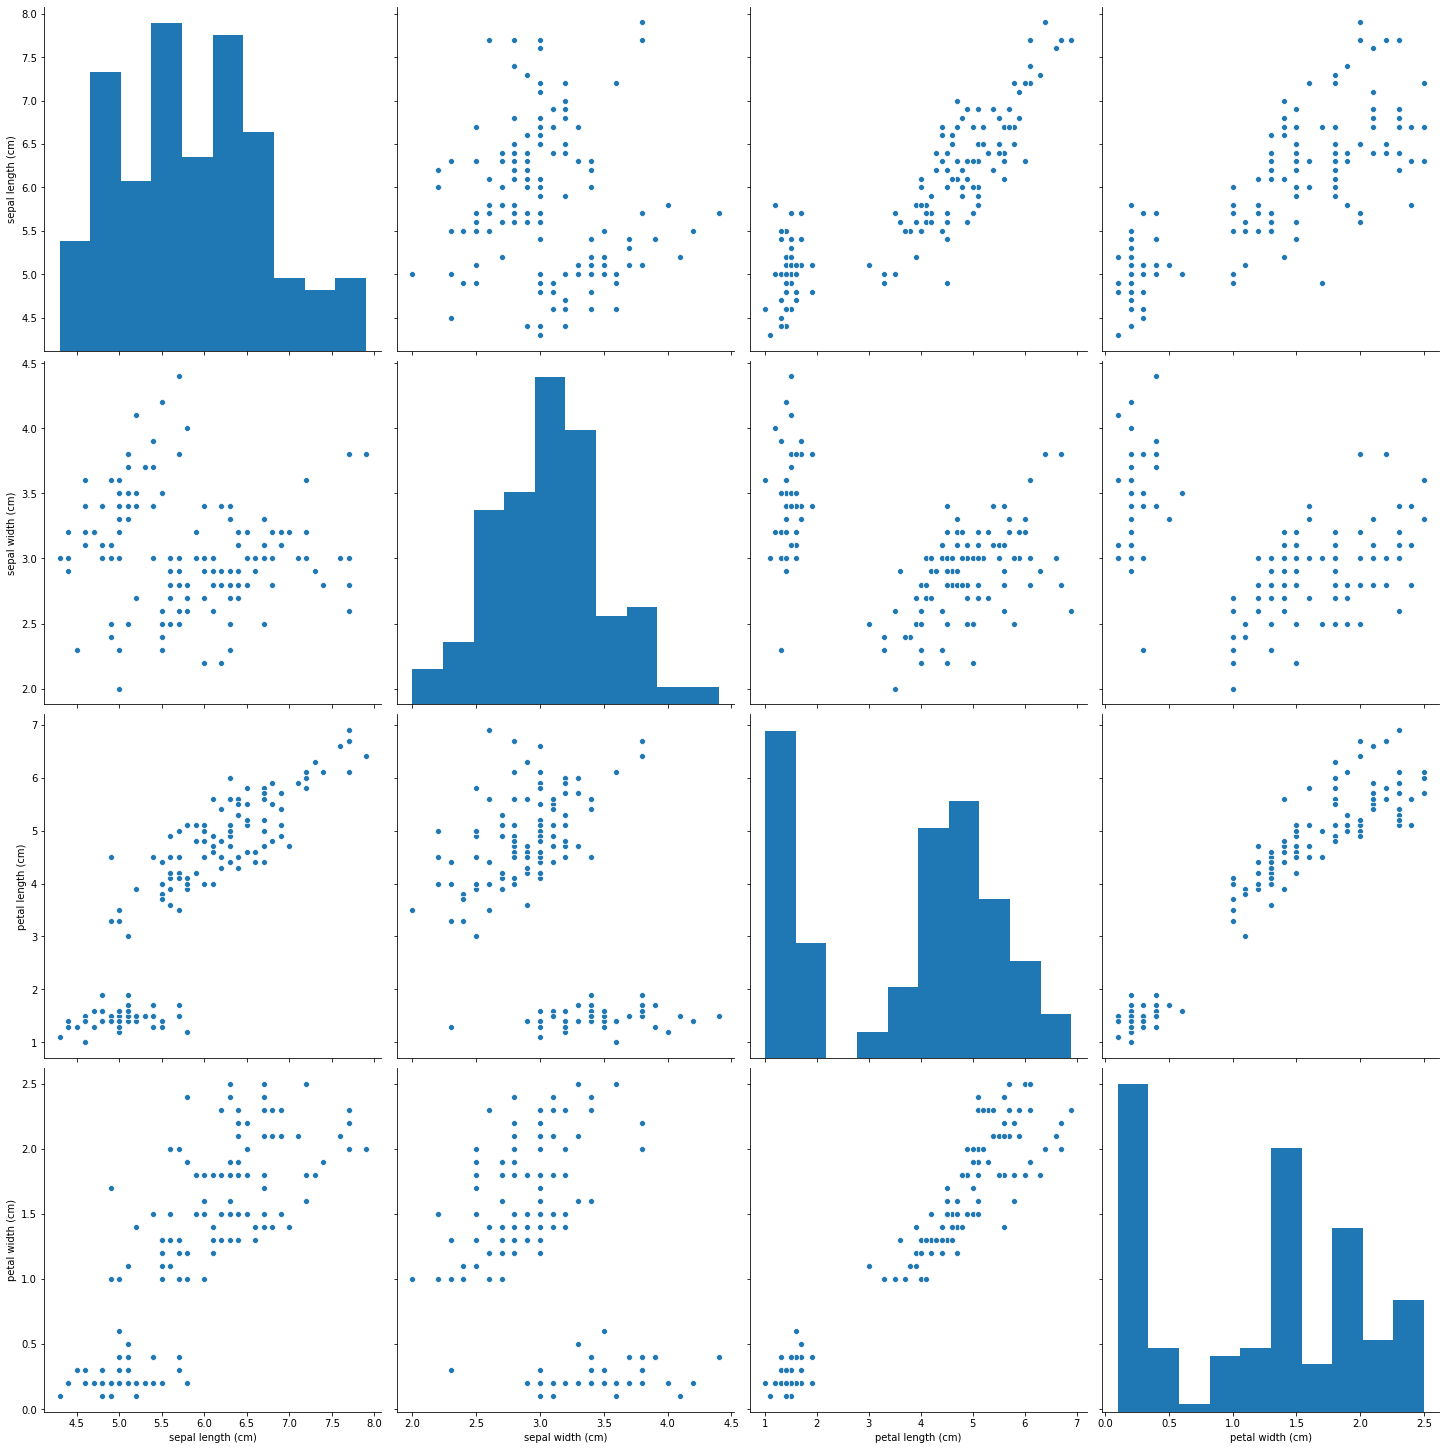 8.0
7.5
7.0
6.5
6.0
5.5
5.0
4.5
sepal length (cm)
4.5
4.0
3.5
3.0
2.5
2.0
sepal width (cm)
7
6
5
4
3
2
1
petal length (cm)
2.5
2.0
1.5
1.0
0.5
0.0
petal width (cm)
4.5 5.0 5.5 6.0 6.5 7.0 7.5 8.0
sepal length (cm)
2.0 2.5 3.0 3.5 4.0 4.5
sepal width (cm)
1 2 3 4 5 6 7
petal length (cm)
0.0 0.5 1.0 1.5 2.0 2.5
petal width (cm)